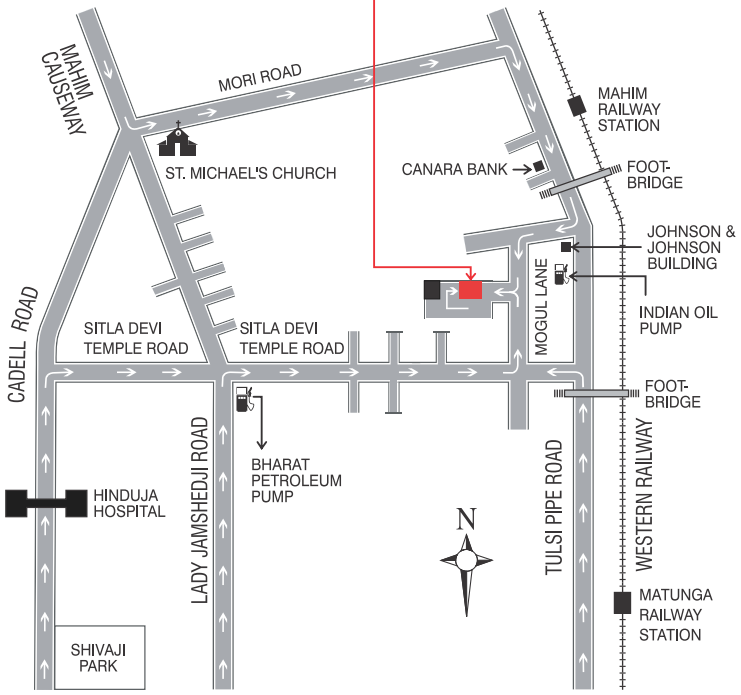 MAHIM
CAUSEWAY
MORI ROAD
ST. MICHAEL'S CHURCH
MAHIM
RAILWAY
STATION
CANARA BANK
FOOT-
BRIDGE
JOHNSON &
JOHNSON
BUILDING
INDIAN OIL
PUMP
MOGUL LANE
CADELL ROAD
SITLA DEVI
TEMPLE ROAD
SITLA DEVI
TEMPLE ROAD
FOOT-
BRIDGE
BHARAT
PETROLEUM
PUMP
HINDUJA
HOSPITAL
LADY JAMSHEDJI ROAD
TULSI PIPE ROAD
WESTERN RAILWAY
N
MATUNGA
RAILWAY
STATION
SHIVAJI
PARK